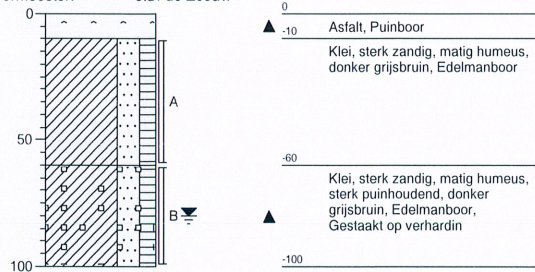 0
50
100
A
B
0
Asfalt, Puinboor
-10
Klei, sterk zandig, matig humeus,
donker grijsbruin, Edelmanboor
-60
Klei, sterk zandig, matig humeus,
sterk puinhoudend, donker
grijsbruin, Edelmanboor,
Gestaakt op verhardin
-100